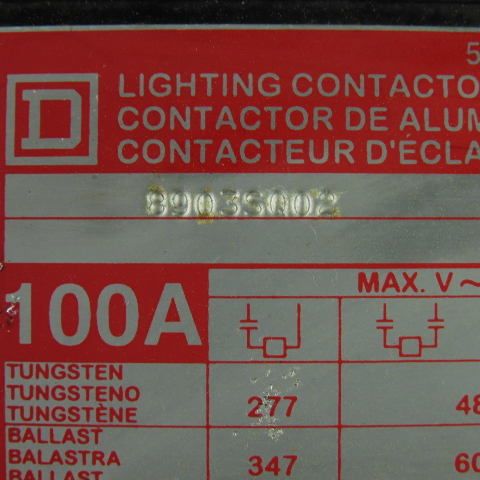 5
D
LIGHTING CONTACTO
CONTACTOR DE ALUM
CONTACTEUR D'ÉCLA
8903SQO2
100A
MAX. V ~
TUNGSTEN
TUNGSTENO
TUNGSTÈNE
277
48
BALLAST
BALASTRA
BALLAST
347
60